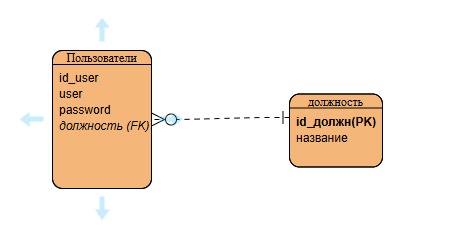 Пользователи
id_user
user
password
должность (FK)
должность
id_должн(PK)
название